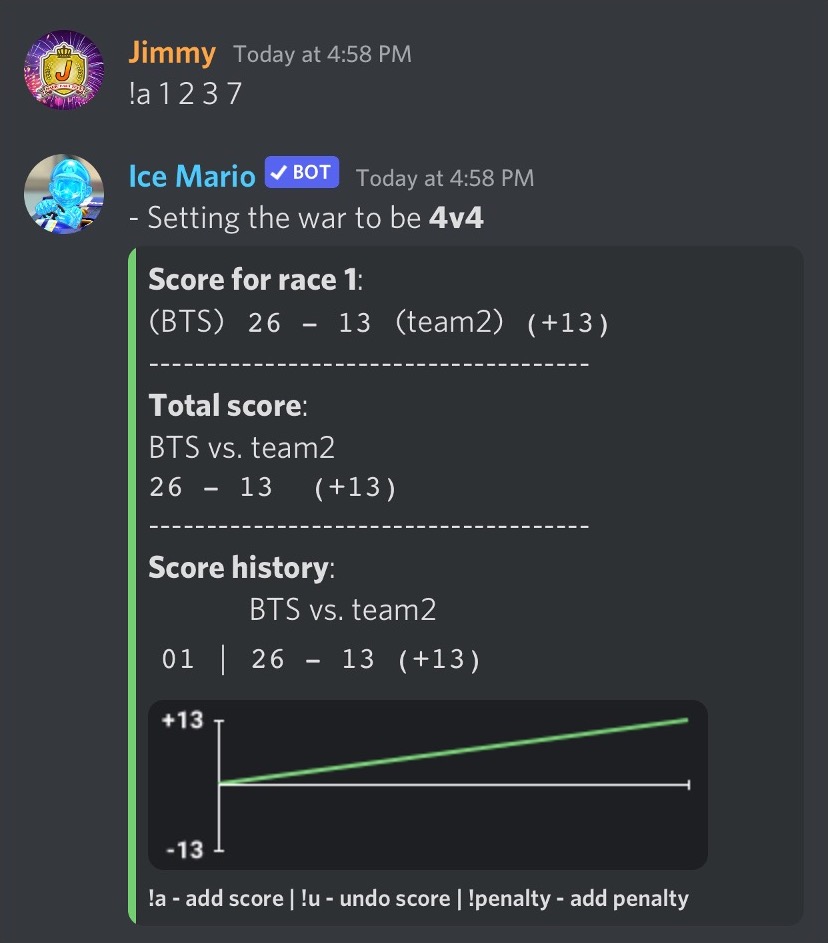 Jimmy Today at 4:58 PM
!a 1 2 3 7
Ice Mario BOT Today at 4:58 PM
- Setting the war to be 4v4
Score for race 1:
(BTS) 26 - 13 (team2) (+13)
--------------------------------------
Total score:
BTS vs. team2
26 - 13 (+13)
--------------------------------------
Score history:
BTS vs. team2
01 | 26 - 13 (+13)
+13
-13
!a - add score | !u - undo score | !penalty - add penalty